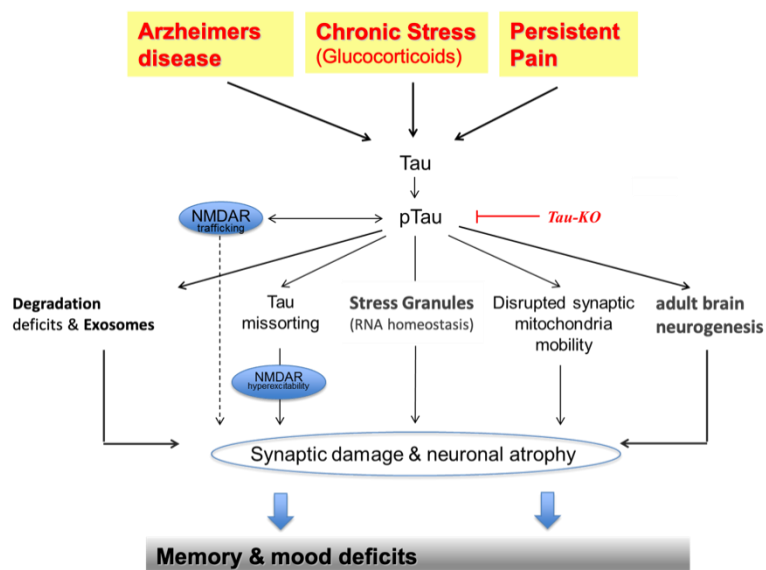 Arzheimers
disease
Chronic Stress
(Glucocorticoids)
Persistent
Pain
Tau
NMDAR
trafficking
pTau
Tau-KO
Degradation
deficits & Exosomes
Tau
missorting
Stress Granules
(RNA homeostasis)
Disrupted synaptic
mitochondria
mobility
adult brain
neurogenesis
NMDAR
hyperexcitability
Synaptic damage & neuronal atrophy
Memory & mood deficits